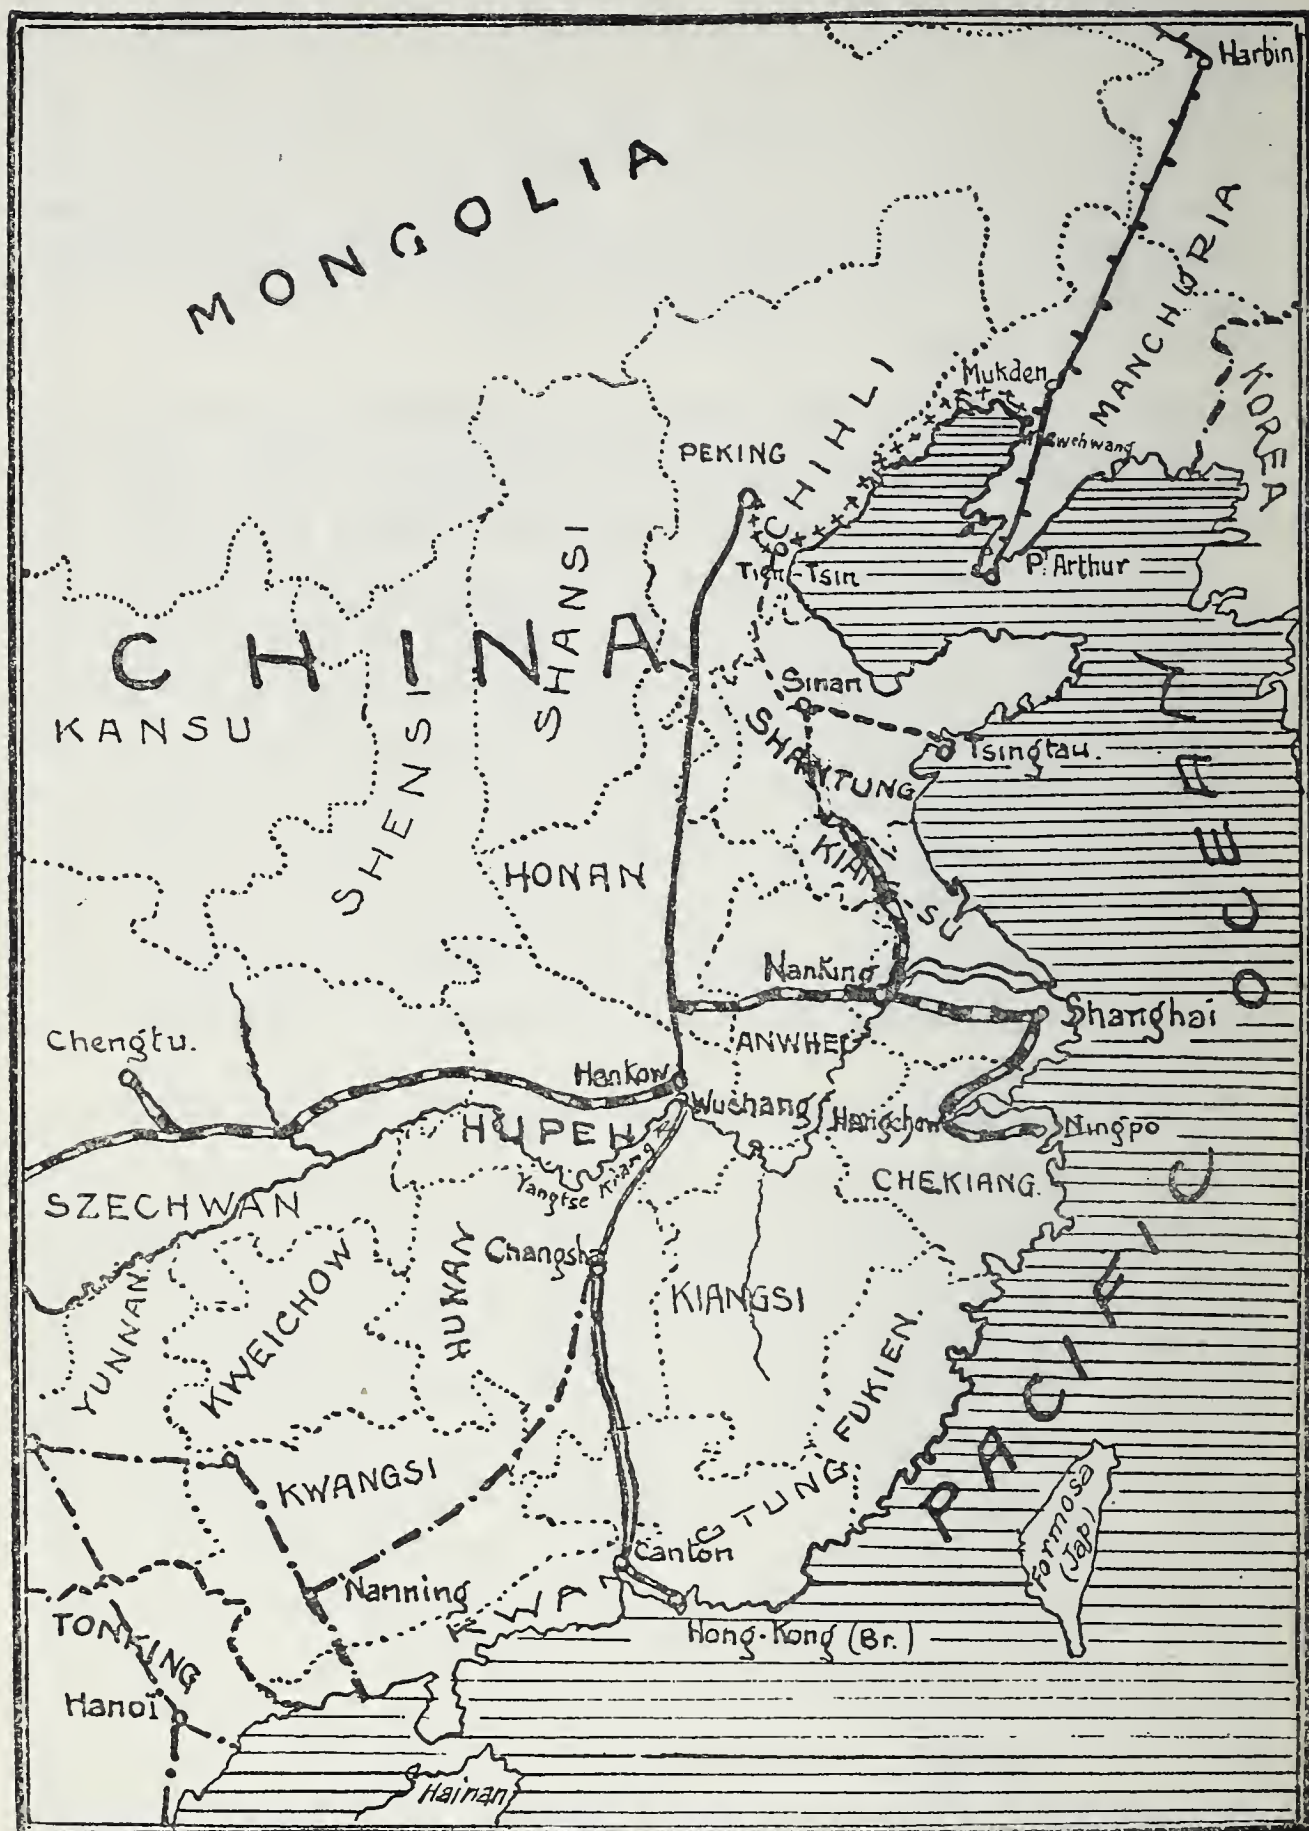 Harbin
MONGOLIA
MANCHURIA
Mukden
KOREA
CHIHLI
PEKING
Tien-Tsin
Pt Arthur
CHINA
SHANSI
Sinan
KANSU
SHENSI
SHANTUNG
Tsingtau.
HONAN
KIANGSU
Nanking
Shanghai
Chengtu.
ANWHEI
Hankow
Wuchang
Hangchow
Ningpo
HUPEH
Yangtse Kiang
SZECHWAN
CHEKIANG.
Changsha
HUNAN
KIANGSI
YUNNAN
KWEICHOW
FUKIEN.
PACIFIC OCEAN
KWANGSI
KWANGTUNG
Formosa
(Jap)
Canton
Nanning
TONKING
Hong-Kong (Br.)
Hanoï
Hainan